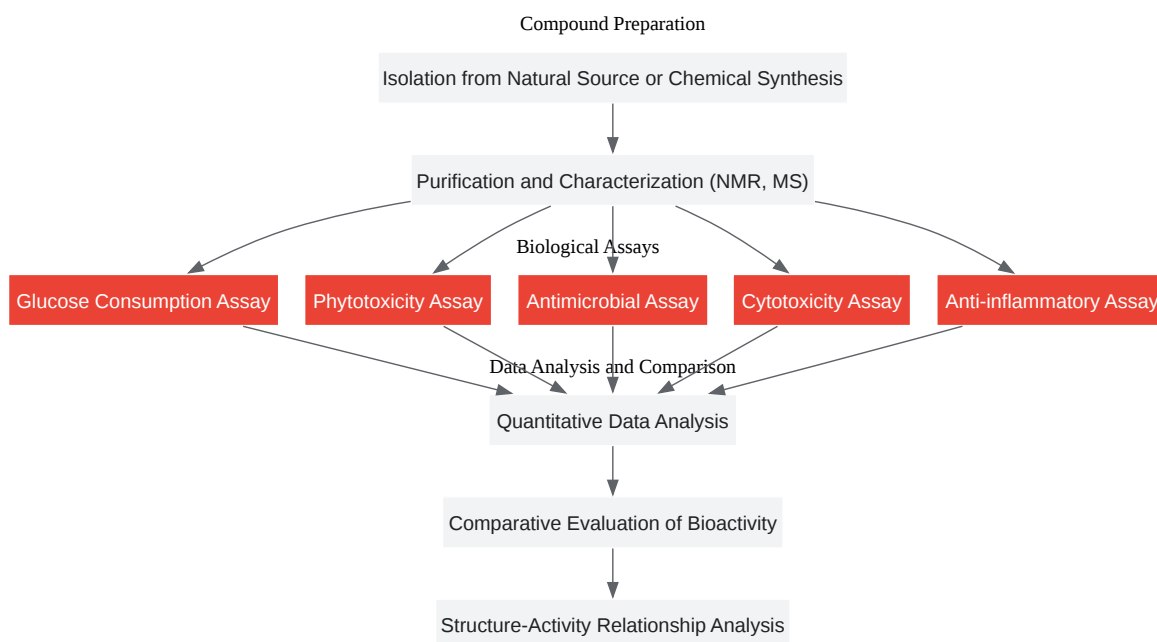 Compound Preparation
Isolation from Natural Source or Chemical Synthesis
Purification and Characterization (NMR, MS)
Biological Assays
Glucose Consumption Assay
Phytotoxicity Assay
Antimicrobial Assay
Cytotoxicity Assay
Anti-inflammatory Assay
Data Analysis and Comparison
Quantitative Data Analysis
Comparative Evaluation of Bioactivity
Structure-Activity Relationship Analysis